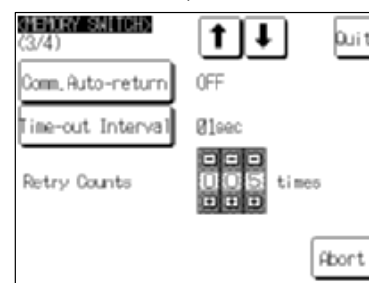 <MEMORY SWITCH>
(3/4) ↑ ↓ Quit
Comm.Auto-return OFF
Time-out Interval 01sec
Retry Counts 005 times
Abort